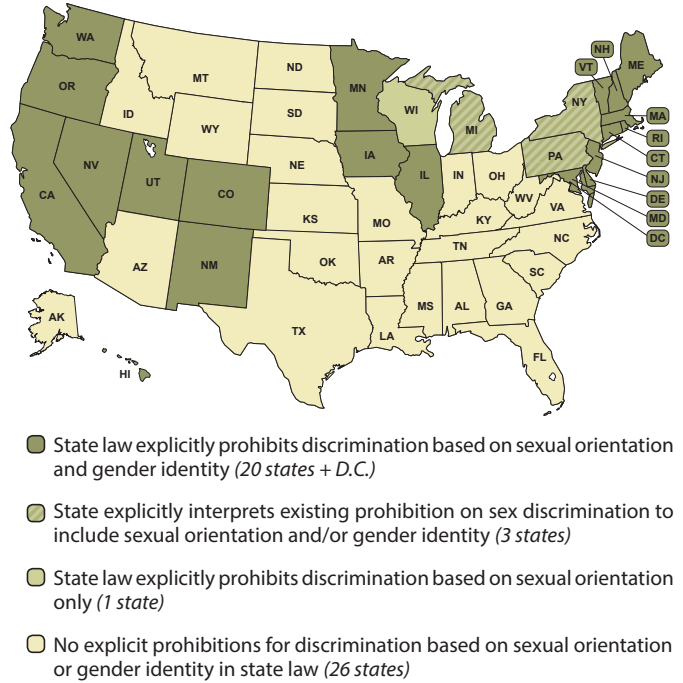 WA
OR
CA
NV
ID
MT
WY
UT
CO
AZ
NM
ND
SD
NE
KS
OK
TX
MN
IA
MO
AR
LA
WI
IL
MI
IN
OH
KY
TN
MS
AL
GA
FL
SC
NC
VA
WV
PA
NY
VT
NH
ME
MA
RI
CT
NJ
DE
MD
DC
AK
HI
State law explicitly prohibits discrimination based on sexual orientation
and gender identity (20 states + D.C.)
State explicitly interprets existing prohibition on sex discrimination to
include sexual orientation and/or gender identity (3 states)
State law explicitly prohibits discrimination based on sexual orientation
only (1 state)
No explicit prohibitions for discrimination based on sexual orientation
or gender identity in state law (26 states)